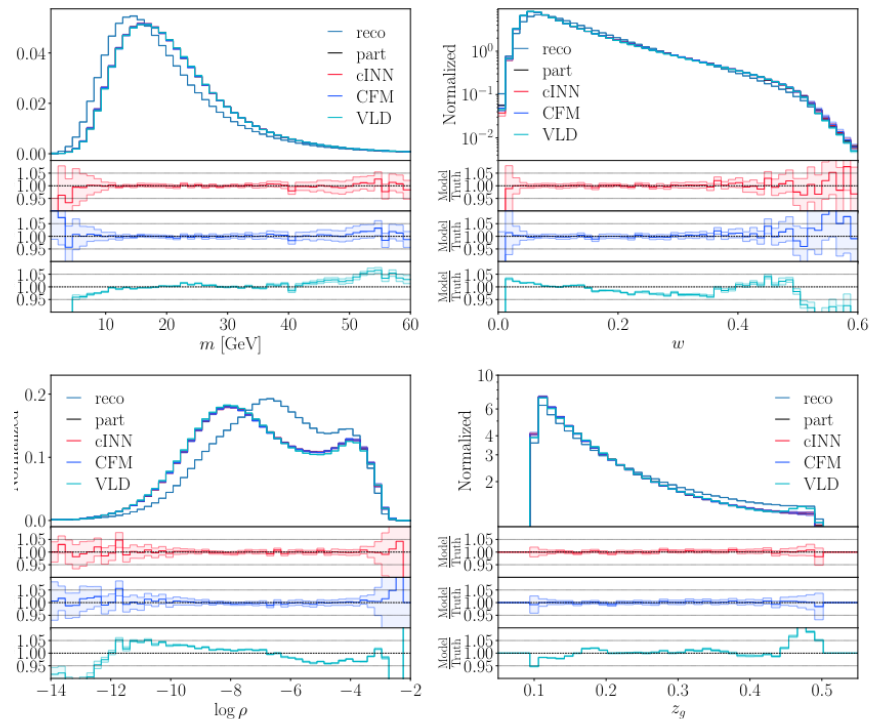 0.04
0.02
0.00
reco
part
cINN
CFM
VLD
1.05
1.00
0.95
1.05
1.00
0.95
1.05
1.00
0.95
10 20 30 40 50 60
m [GeV]
Normalized
10⁰
10⁻¹
10⁻²
reco
part
cINN
CFM
VLD
Model
Truth
1.05
1.00
0.95
Model
Truth
1.05
1.00
0.95
Model
Truth
1.05
1.00
0.95
0.0 0.2 0.4 0.6
w
0.2
0.1
0.0
reco
part
cINN
CFM
VLD
1.05
1.00
0.95
1.05
1.00
0.95
1.05
1.00
0.95
−14 −12 −10 −8 −6 −4 −2
log ρ
Normalized
10
6
4
3
2
reco
part
cINN
CFM
VLD
Model
Truth
1.05
1.00
0.95
Model
Truth
1.05
1.00
0.95
Model
Truth
1.05
1.00
0.95
0.1 0.2 0.3 0.4 0.5
z_g